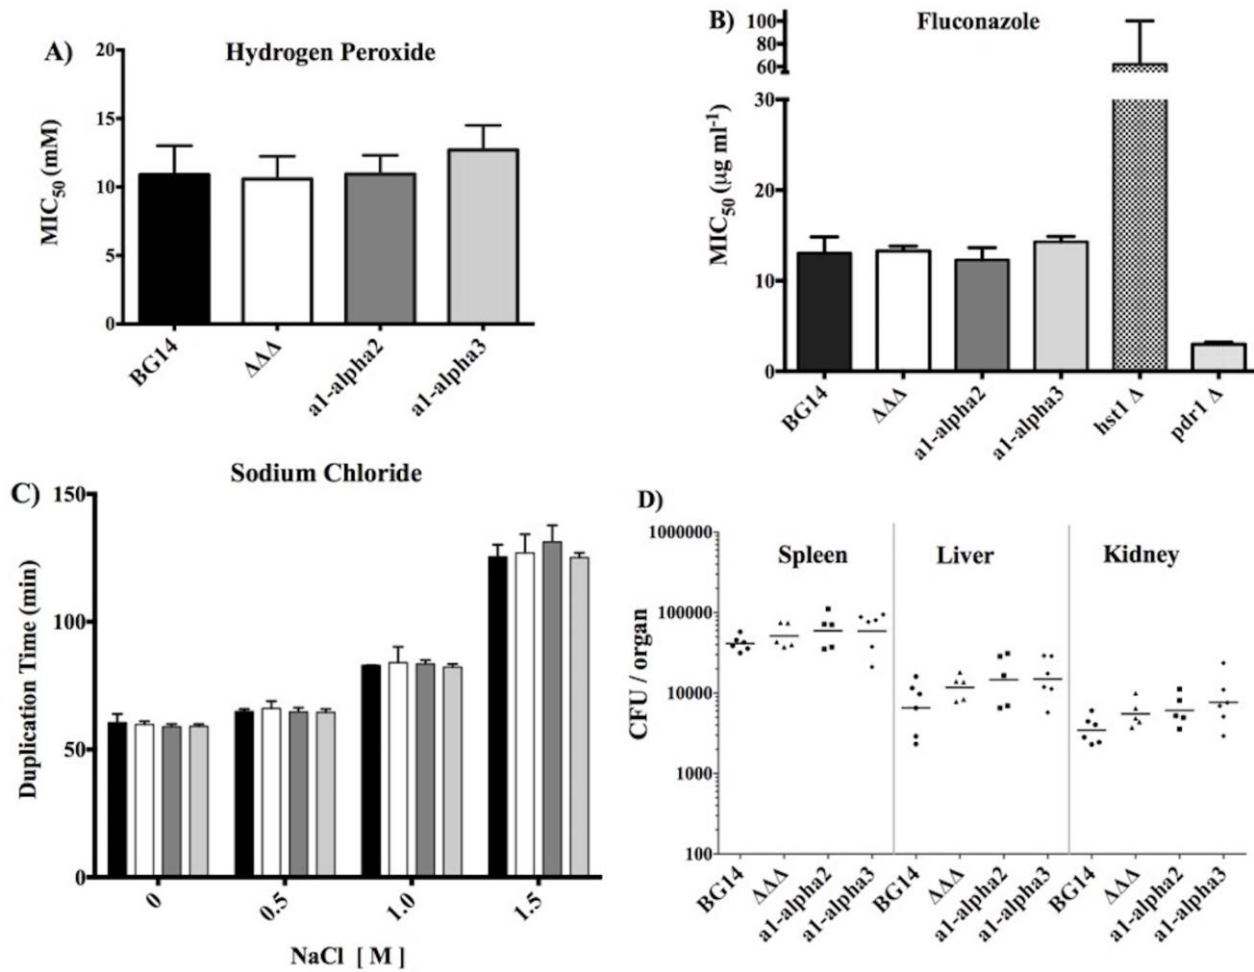 A)
Hydrogen Peroxide
20
15
10
5
0
MIC50 (mM)
BG14
ΔΔΔ
a1-alpha2
a1-alpha3
B)
Fluconazole
100
80
60
30
20
10
0
MIC50 (µg ml-1)
BG14
ΔΔΔ
a1-alpha2
a1-alpha3
hst1 Δ
pdr1 Δ
C)
Sodium Chloride
150
100
50
0
Duplication Time (min)
0
0.5
1.0
1.5
NaCl [ M ]
D)
1000000
100000
10000
1000
100
CFU / organ
Spleen
Liver
Kidney
BG14
ΔΔΔ
a1-alpha2
a1-alpha3
BG14
ΔΔΔ
a1-alpha2
a1-alpha3
BG14
ΔΔΔ
a1-alpha2
a1-alpha3